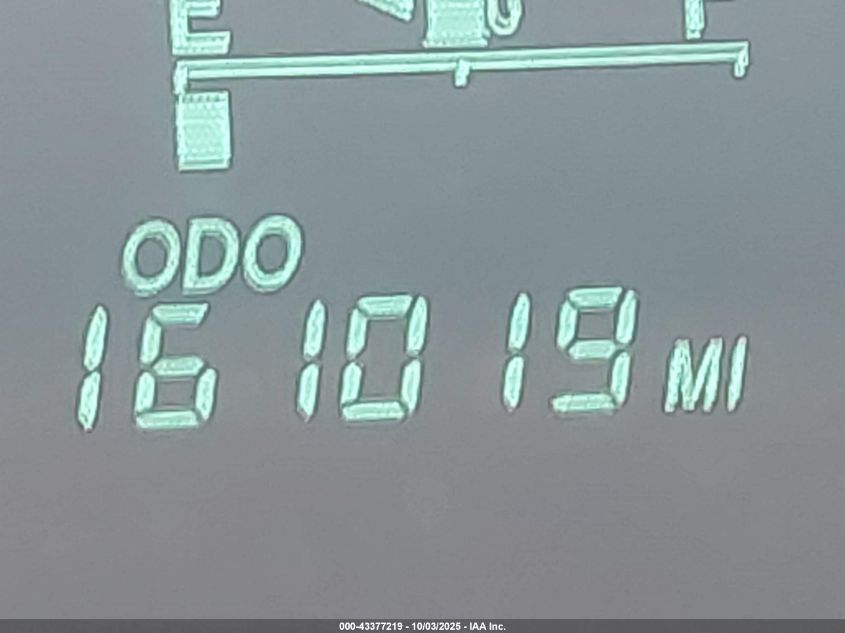 E F
ODO
161019 MI
000-43377219 - 10/03/2025 - IAA Inc.